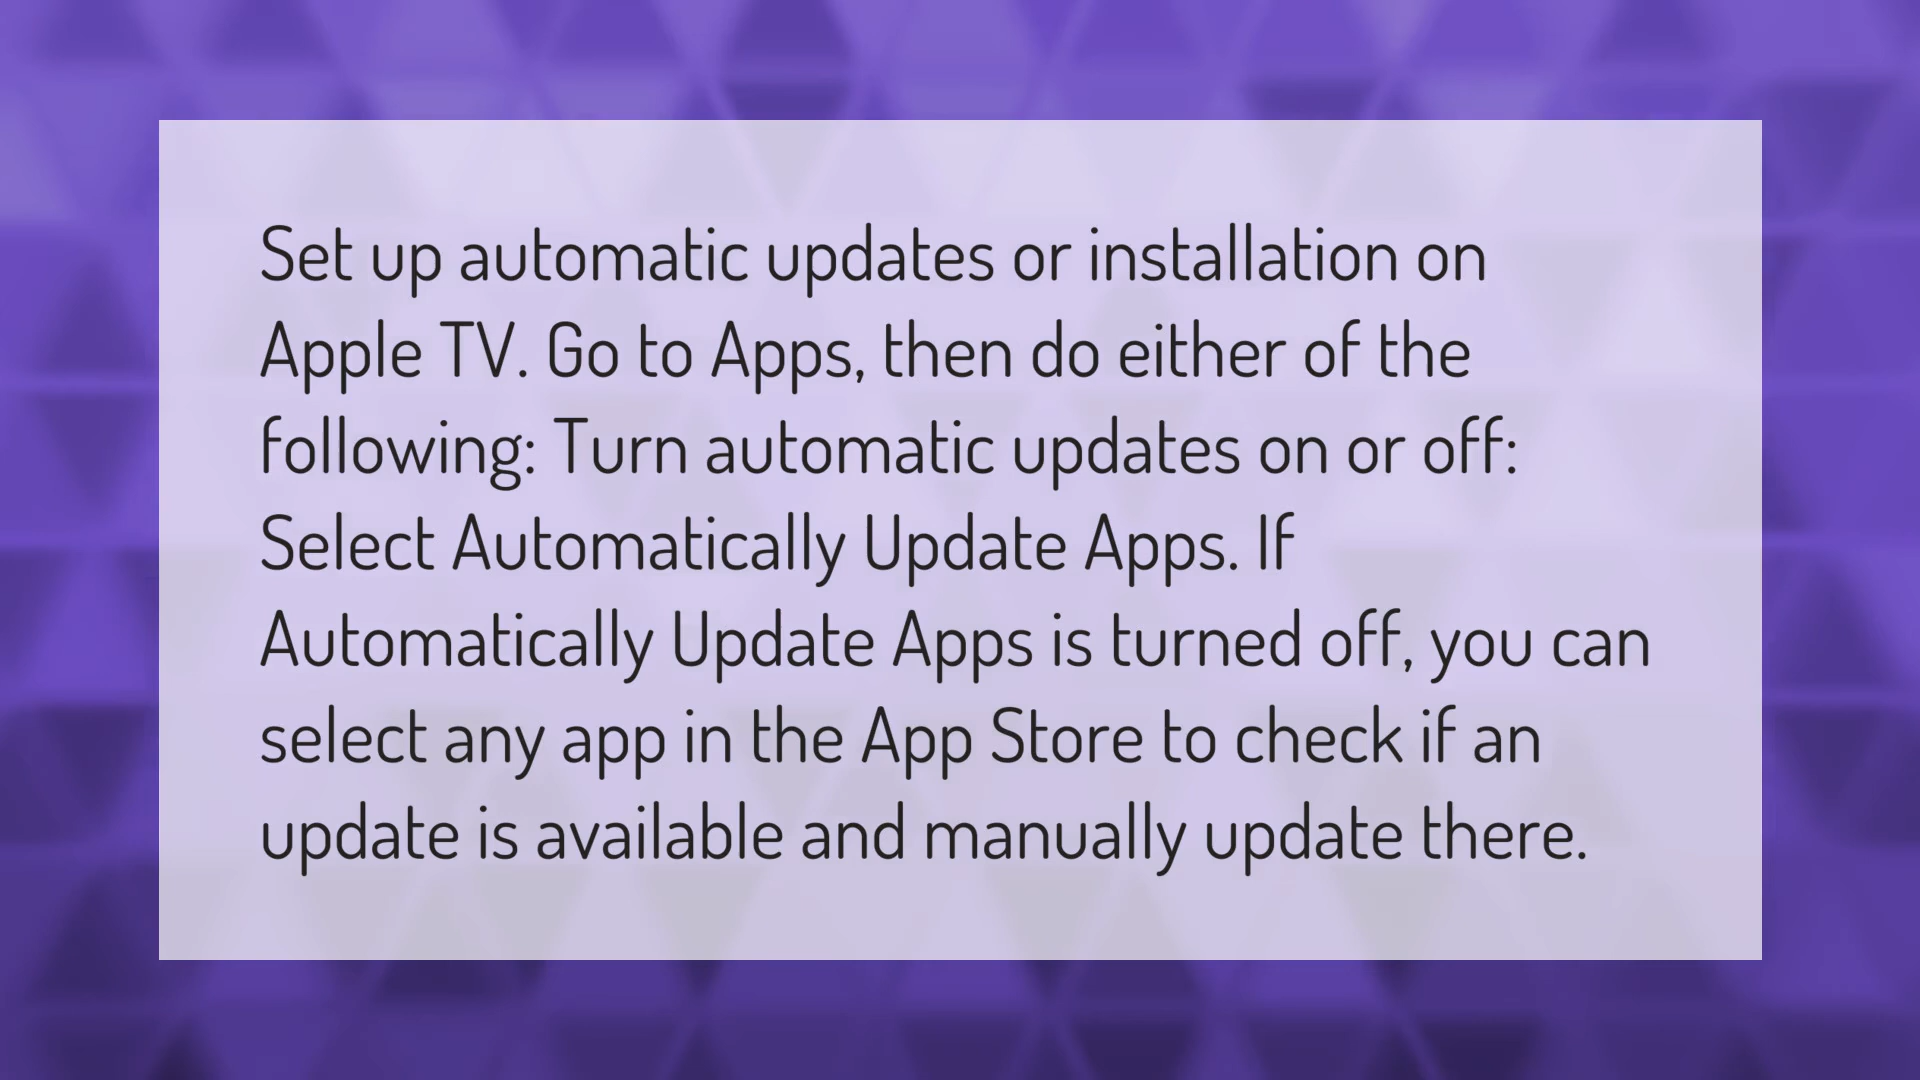 Set up automatic updates or installation on
Apple TV. Go to Apps, then do either of the
following: Turn automatic updates on or off:
Select Automatically Update Apps. If
Automatically Update Apps is turned off, you can
select any app in the App Store to check if an
update is available and manually update there.